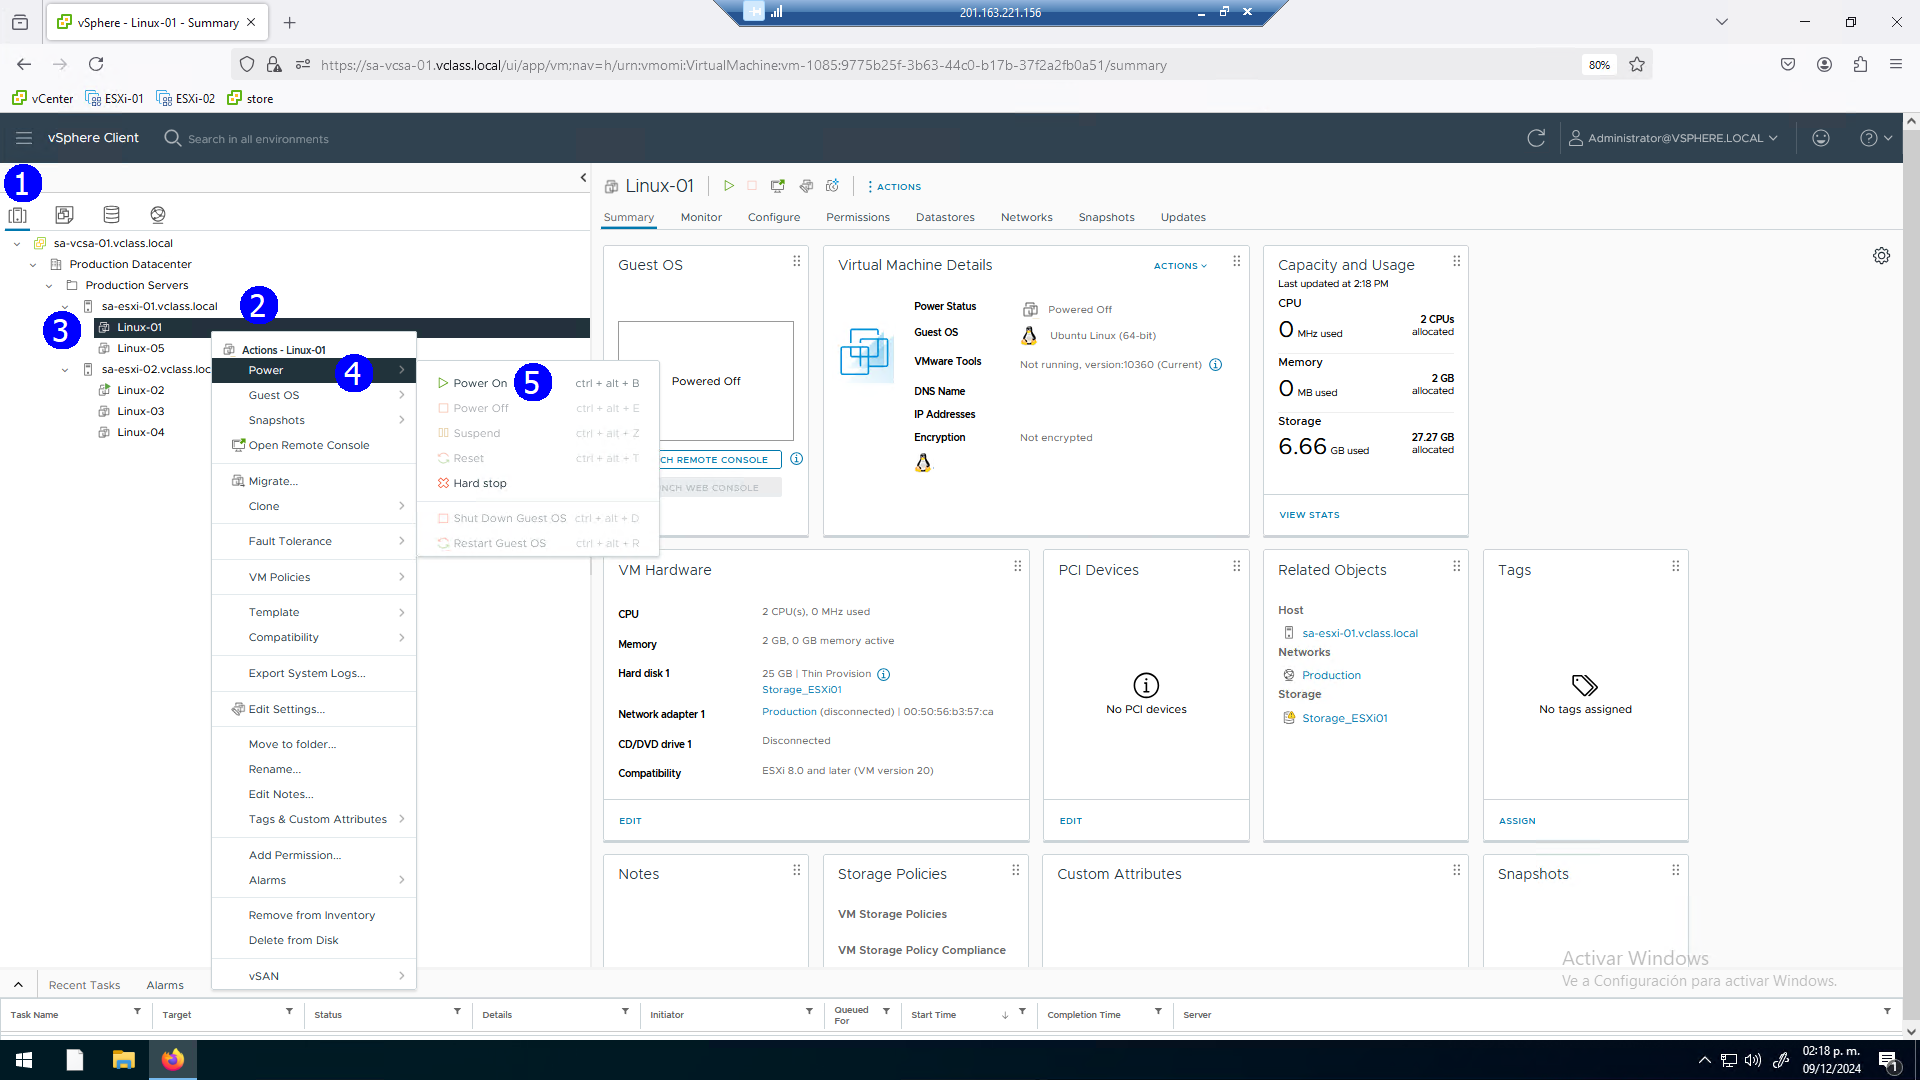 vSphere - Linux-01 - Summary
201.163.221.156
https://sa-vcsa-01.vclass.local/ui/app/vm;nav=h/urn:vmomi:VirtualMachine:vm-1085:9775b25f-3b63-44c0-b17b-37f2a2fb0a51/summary
80%
vCenter
ESXi-01
ESXi-02
store
vSphere Client
Search in all environments
Administrator@VSPHERE.LOCAL
1
sa-vcsa-01.vclass.local
Production Datacenter
Production Servers
sa-esxi-01.vclass.local
2
3
Linux-01
Linux-05
sa-esxi-02.vclass.loc
Linux-02
Linux-03
Linux-04
Actions - Linux-01
Power
4
Guest OS
Snapshots
Open Remote Console
Migrate...
Clone
Fault Tolerance
VM Policies
Template
Compatibility
Export System Logs...
Edit Settings...
Move to folder...
Rename...
Edit Notes...
Tags & Custom Attributes
Add Permission...
Alarms
Remove from Inventory
Delete from Disk
vSAN
Power On
5
ctrl + alt + B
Power Off
ctrl + alt + E
Suspend
ctrl + alt + Z
Reset
ctrl + alt + T
Hard stop
Shut Down Guest OS
ctrl + alt + D
Restart Guest OS
ctrl + alt + R
Linux-01
ACTIONS
Summary
Monitor
Configure
Permissions
Datastores
Networks
Snapshots
Updates
Guest OS
Powered Off
CH REMOTE CONSOLE
NCH WEB CONSOLE
Virtual Machine Details
ACTIONS
Power Status
Powered Off
Guest OS
Ubuntu Linux (64-bit)
VMware Tools
Not running, version:10360 (Current)
DNS Name
IP Addresses
Encryption
Not encrypted
Capacity and Usage
Last updated at 2:18 PM
CPU
0 MHz used
2 CPUs
allocated
Memory
0 MB used
2 GB
allocated
Storage
6.66 GB used
27.27 GB
allocated
VIEW STATS
VM Hardware
CPU
2 CPU(s), 0 MHz used
Memory
2 GB, 0 GB memory active
Hard disk 1
25 GB | Thin Provision
Storage_ESXi01
Network adapter 1
Production (disconnected) | 00:50:56:b3:57:ca
CD/DVD drive 1
Disconnected
Compatibility
ESXi 8.0 and later (VM version 20)
EDIT
PCI Devices
No PCI devices
EDIT
Related Objects
Host
sa-esxi-01.vclass.local
Networks
Production
Storage
Storage_ESXi01
Tags
No tags assigned
ASSIGN
Notes
Storage Policies
VM Storage Policies
VM Storage Policy Compliance
Custom Attributes
Snapshots
Activar Windows
Ve a Configuración para activar Windows.
Recent Tasks
Alarms
Task Name
Target
Status
Details
Initiator
Queued For
Start Time
Completion Time
Server
02:18 p. m.
09/12/2024
1